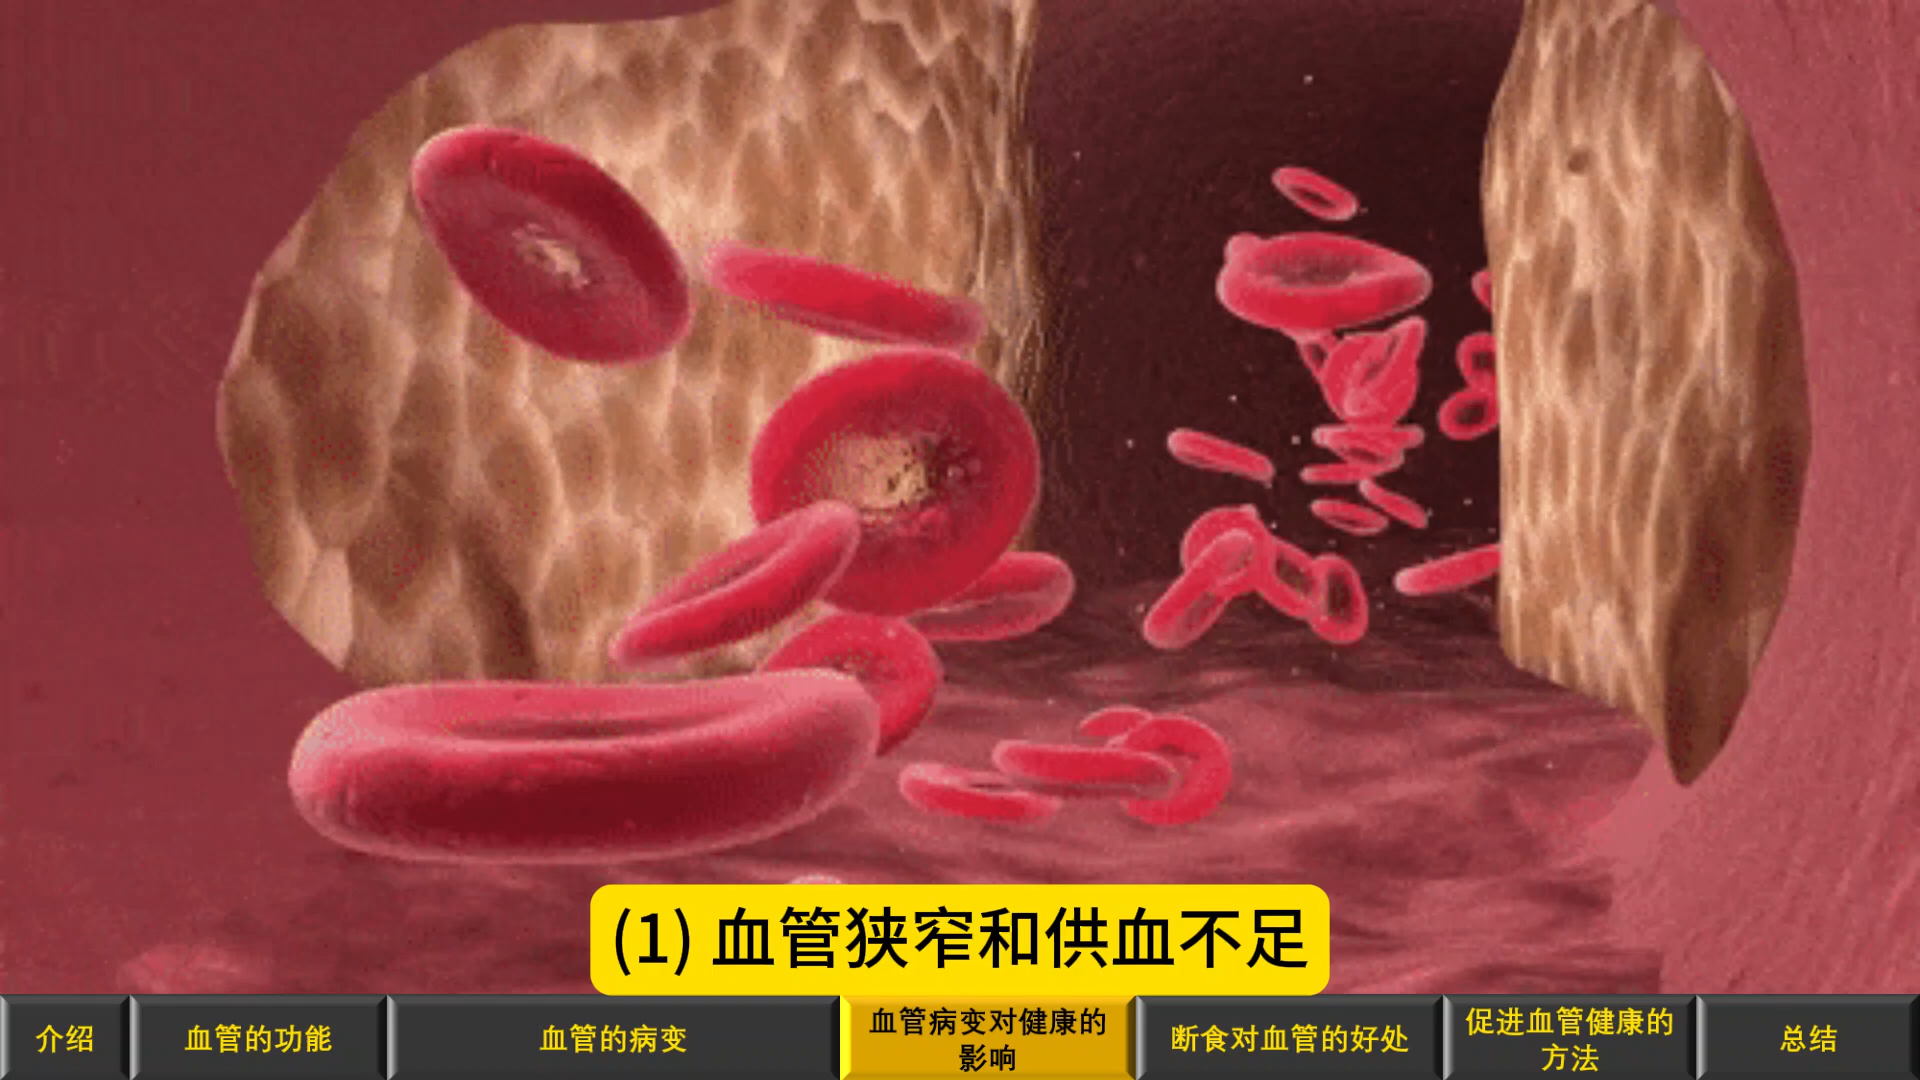 (1) 血管狭窄和供血不足
介绍
血管的功能
血管的病变
血管病变对健康的
影响
断食对血管的好处
促进血管健康的
方法
总结